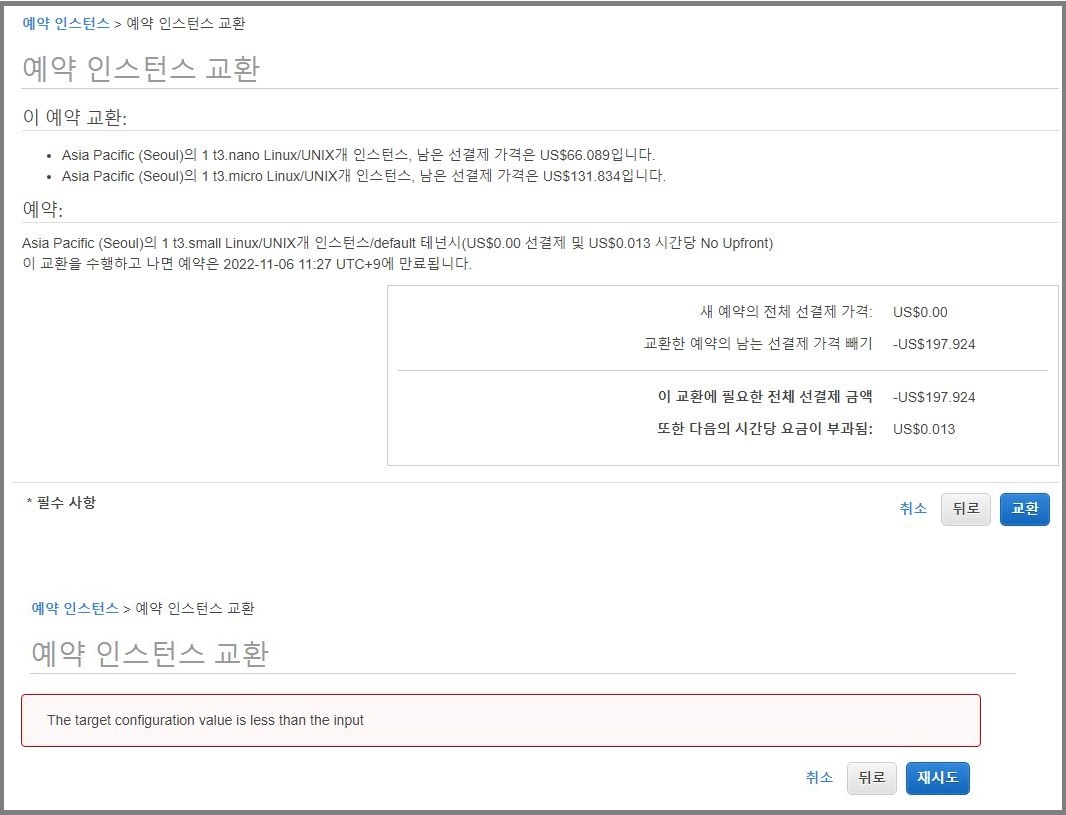 예약 인스턴스 > 예약 인스턴스 교환
예약 인스턴스 교환
이 예약 교환:
• Asia Pacific (Seoul)의 1 t3.nano Linux/UNIX개 인스턴스, 남은 선결제 가격은 US$66.089입니다.
• Asia Pacific (Seoul)의 1 t3.micro Linux/UNIX개 인스턴스, 남은 선결제 가격은 US$131.834입니다.
예약:
Asia Pacific (Seoul)의 1 t3.small Linux/UNIX개 인스턴스/default 테넌시(US$0.00 선결제 및 US$0.013 시간당 No Upfront)
이 교환을 수행하고 나면 예약은 2022-11-06 11:27 UTC+9에 만료됩니다.
새 예약의 전체 선결제 가격: US$0.00
교환한 예약의 남는 선결제 가격 빼기 -US$197.924
이 교환에 필요한 전체 선결제 금액 -US$197.924
또한 다음의 시간당 요금이 부과됨: US$0.013
* 필수 사항
취소 뒤로 교환
예약 인스턴스 > 예약 인스턴스 교환
예약 인스턴스 교환
The target configuration value is less than the input
취소 뒤로 재시도